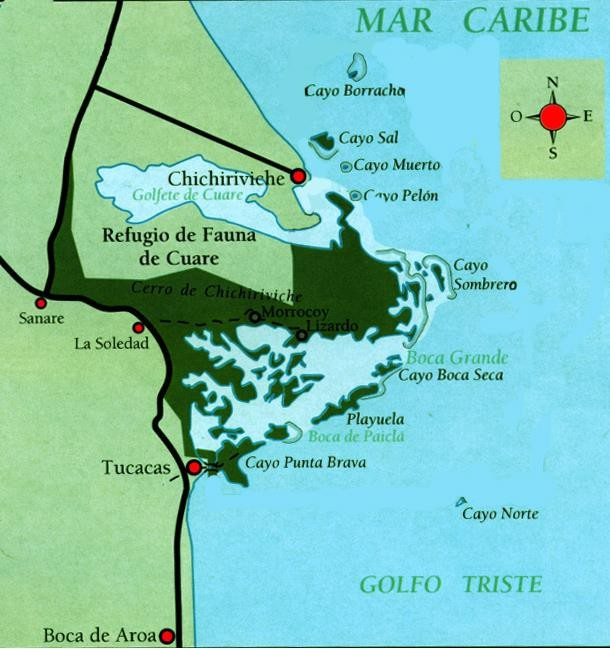 MAR CARIBE
Cayo Borracho
N
O
E
S
Cayo Sal
Cayo Muerto
Chichiriviche
Golfete de Cuare
Cayo Pelón
Refugio de Fauna
de Cuare
Cayo
Sombrero
Cerro de Chichiriviche
Sanare
Morrocoy
Lizardo
La Soledad
Boca Grande
Cayo Boca Seca
Playuela
Boca de Paiclá
Tucacas
Cayo Punta Brava
Cayo Norte
GOLFO TRISTE
Boca de Aroa